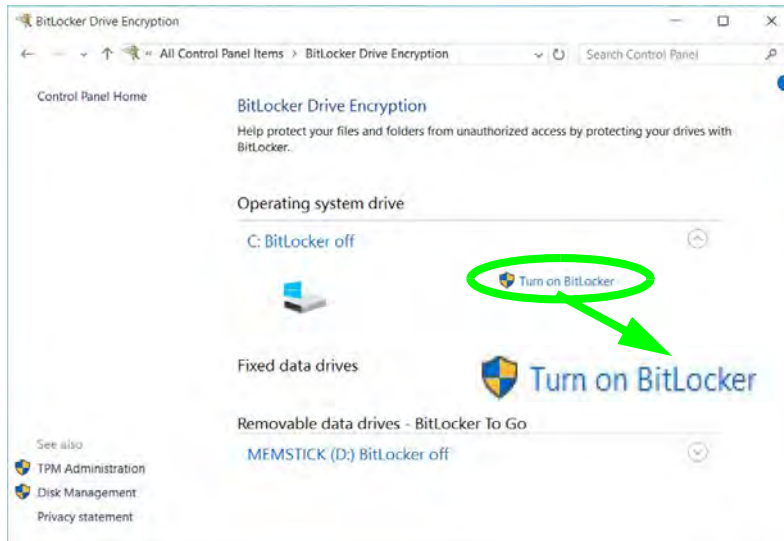 BitLocker Drive Encryption
« All Control Panel Items > BitLocker Drive Encryption
Search Control Panel
Control Panel Home
BitLocker Drive Encryption
Help protect your files and folders from unauthorized access by protecting your drives with
BitLocker.
Operating system drive
C: BitLocker off
Turn on BitLocker
Fixed data drives
Turn on BitLocker
Removable data drives - BitLocker To Go
MEMSTICK (D:) BitLocker off
See also
TPM Administration
Disk Management
Privacy statement